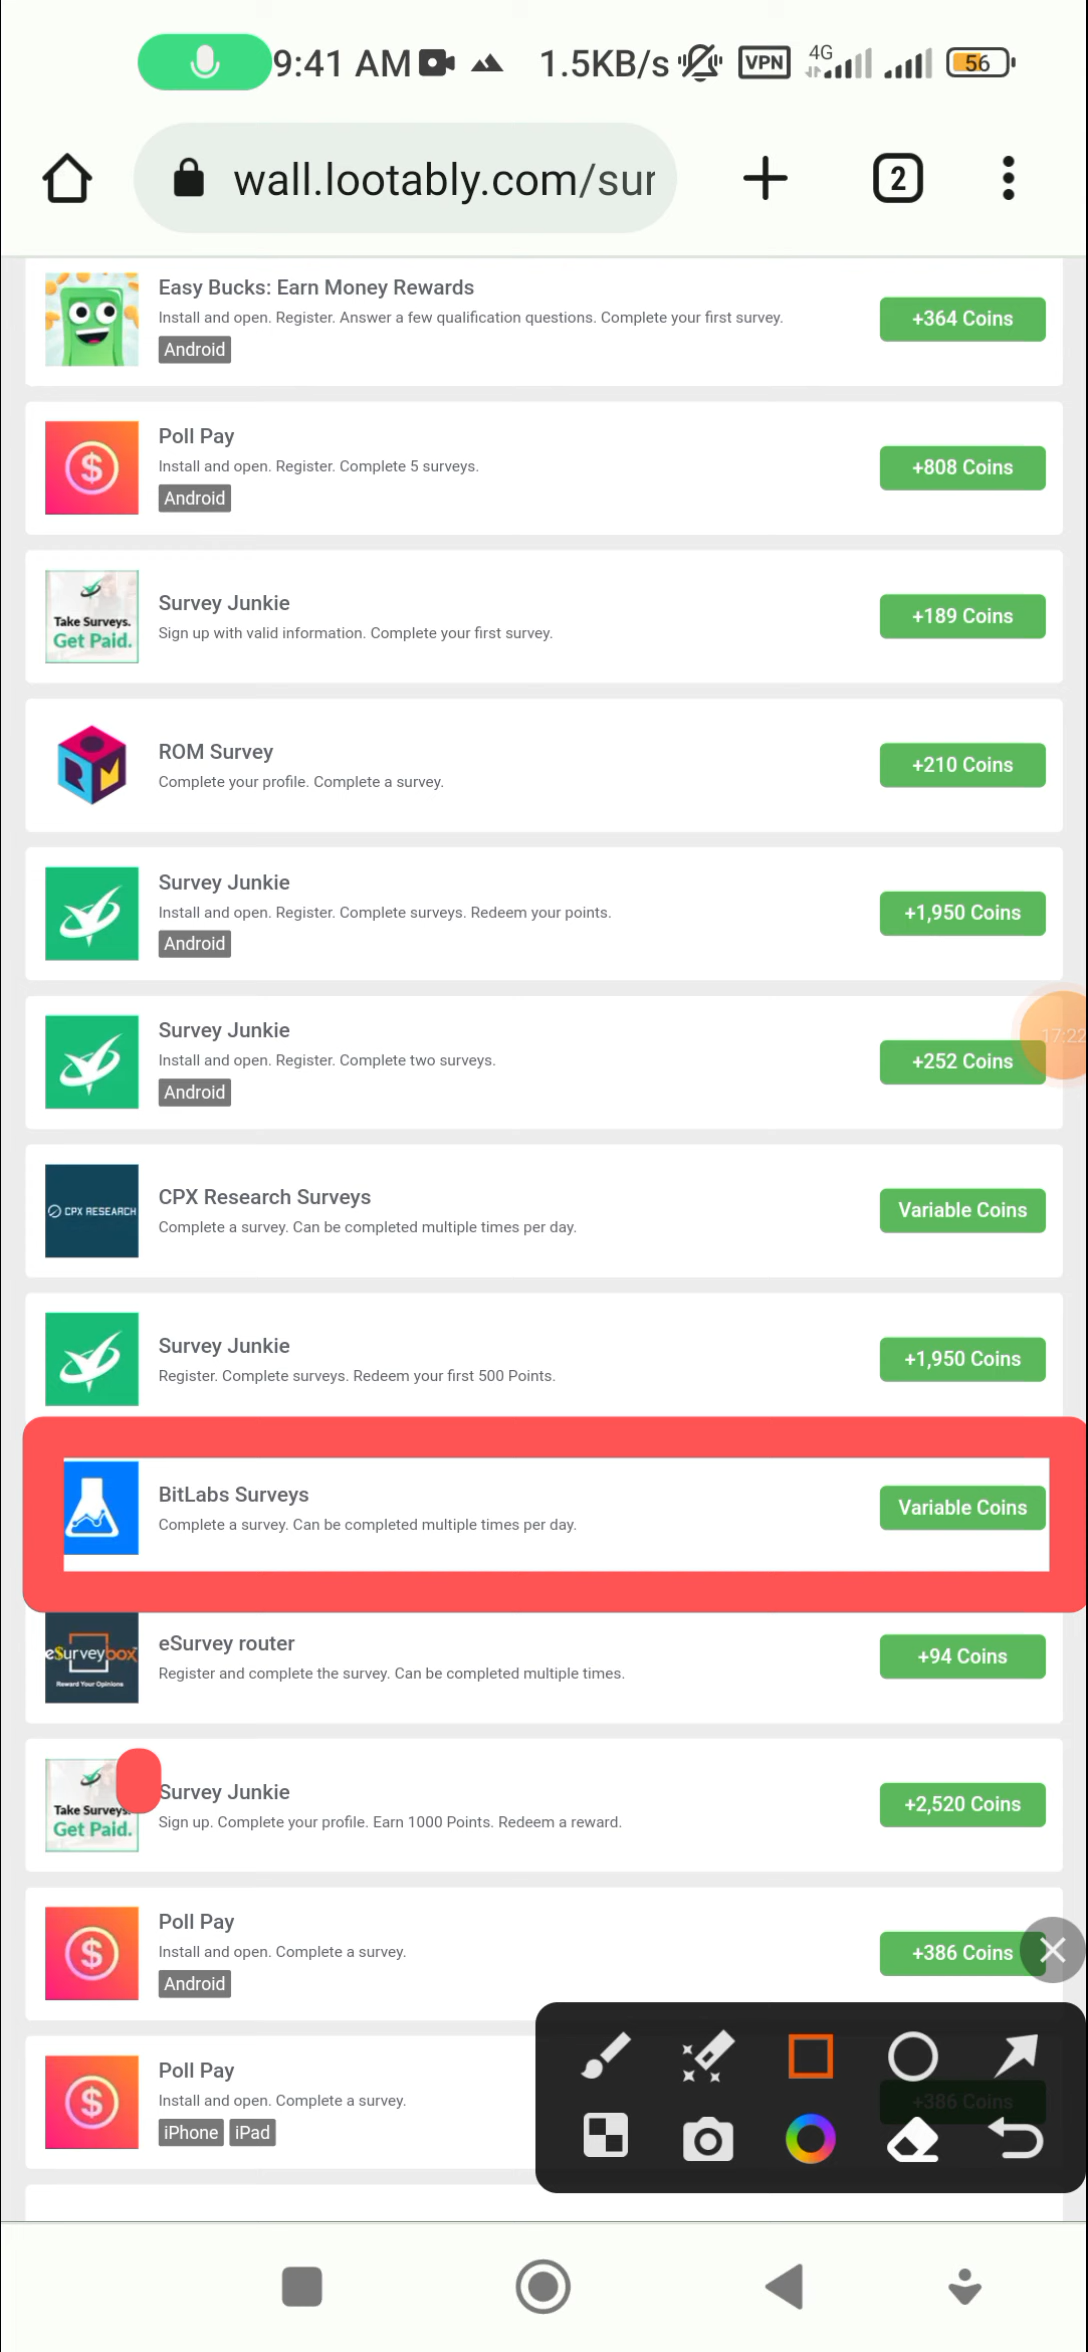 9:41 AM 1.5KB/s VPN 4G 56
wall.lootably.com/sur
2
Easy Bucks: Earn Money Rewards
Install and open. Register. Answer a few qualification questions. Complete your first survey.
Android
+364 Coins
Poll Pay
Install and open. Register. Complete 5 surveys.
Android
+808 Coins
Take Surveys.
Get Paid.
Survey Junkie
Sign up with valid information. Complete your first survey.
+189 Coins
ROM Survey
Complete your profile. Complete a survey.
+210 Coins
Survey Junkie
Install and open. Register. Complete surveys. Redeem your points.
Android
+1,950 Coins
Survey Junkie
Install and open. Register. Complete two surveys.
Android
+252 Coins
17:22
CPX RESEARCH
CPX Research Surveys
Complete a survey. Can be completed multiple times per day.
Variable Coins
Survey Junkie
Register. Complete surveys. Redeem your first 500 Points.
+1,950 Coins
BitLabs Surveys
Complete a survey. Can be completed multiple times per day.
Variable Coins
eSurveybox
Reward Your Opinions
eSurvey router
Register and complete the survey. Can be completed multiple times.
+94 Coins
Take Surveys.
Get Paid.
Survey Junkie
Sign up. Complete your profile. Earn 1000 Points. Redeem a reward.
+2,520 Coins
Poll Pay
Install and open. Complete a survey.
Android
+386 Coins
Poll Pay
Install and open. Complete a survey.
iPhone iPad
+386 Coins